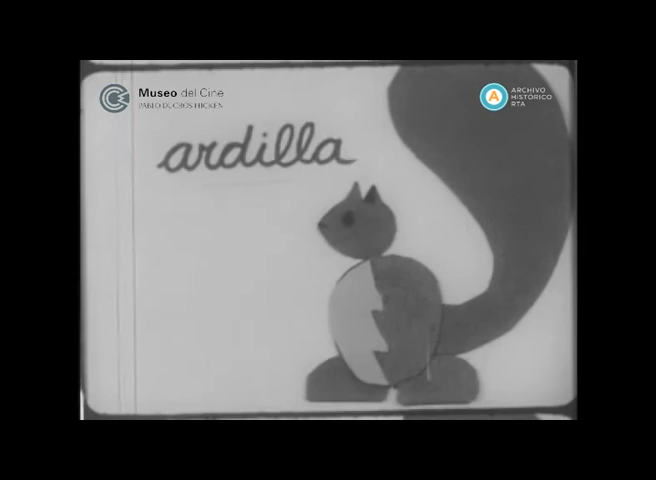 Museo del Cine
PABLO DUCRÓS HICKEN
ARCHIVO
HISTÓRICO
RTA
A
ardilla